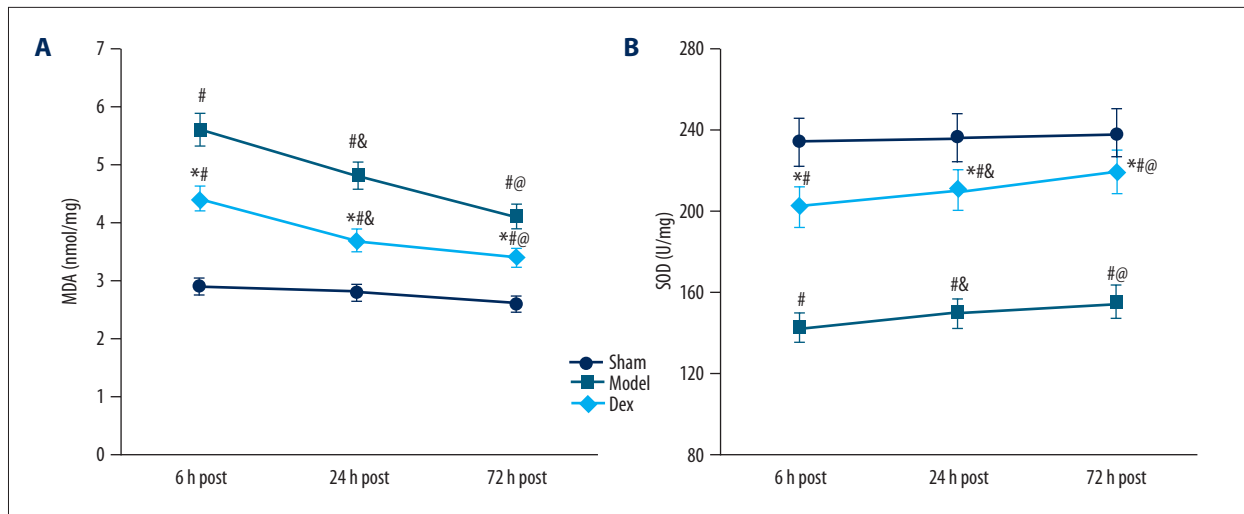 A
MDA (nmol/mg)
7
6
5
4
3
2
1
0
#
#&
#@
*#
*#&
*#@
6 h post
24 h post
72 h post
Sham
Model
Dex
B
SOD (U/mg)
280
240
200
160
120
80
*#
*#&
*#@
#
#&
#@
6 h post
24 h post
72 h post